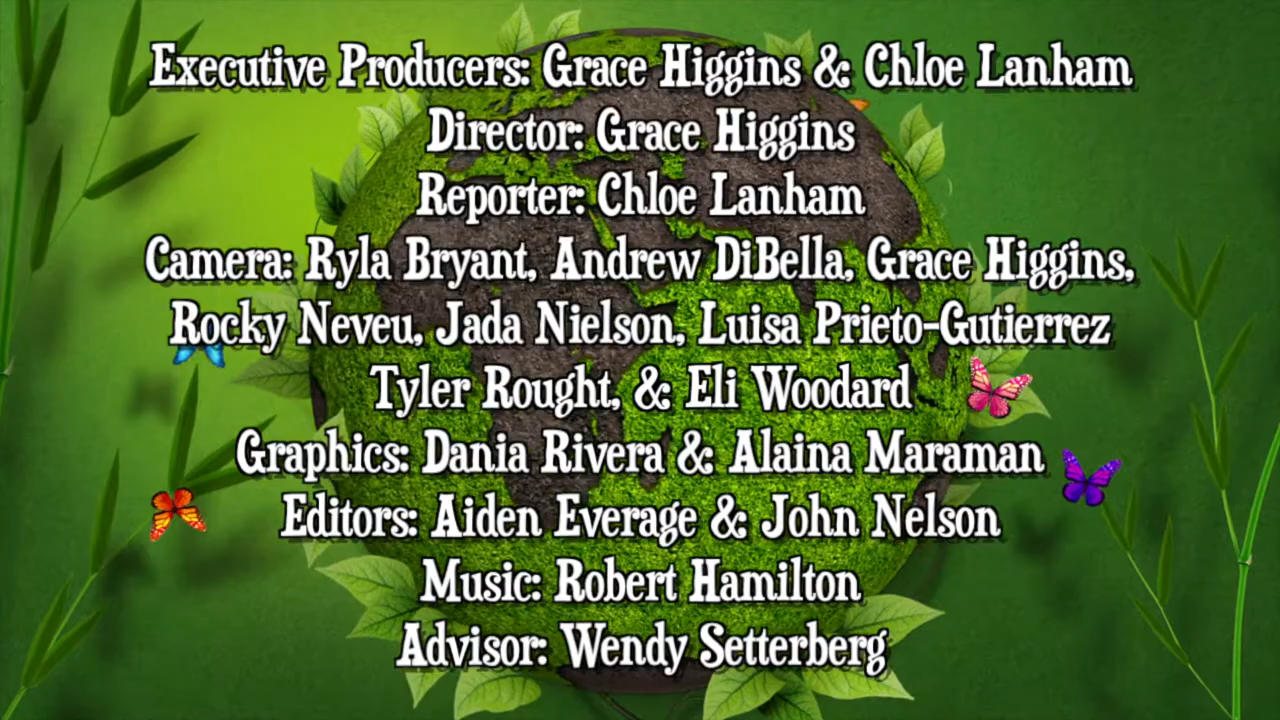 Executive Producers: Grace Higgins & Chloe Lanham
Director: Grace Higgins
Reporter: Chloe Lanham
Camera: Ryla Bryant, Andrew DiBella, Grace Higgins,
Rocky Neveu, Jada Nielson, Luisa Prieto-Gutierrez
Tyler Rought, & Eli Woodard
Graphics: Dania Rivera & Alaina Maraman
Editors: Aiden Everage & John Nelson
Music: Robert Hamilton
Advisor: Wendy Setterberg